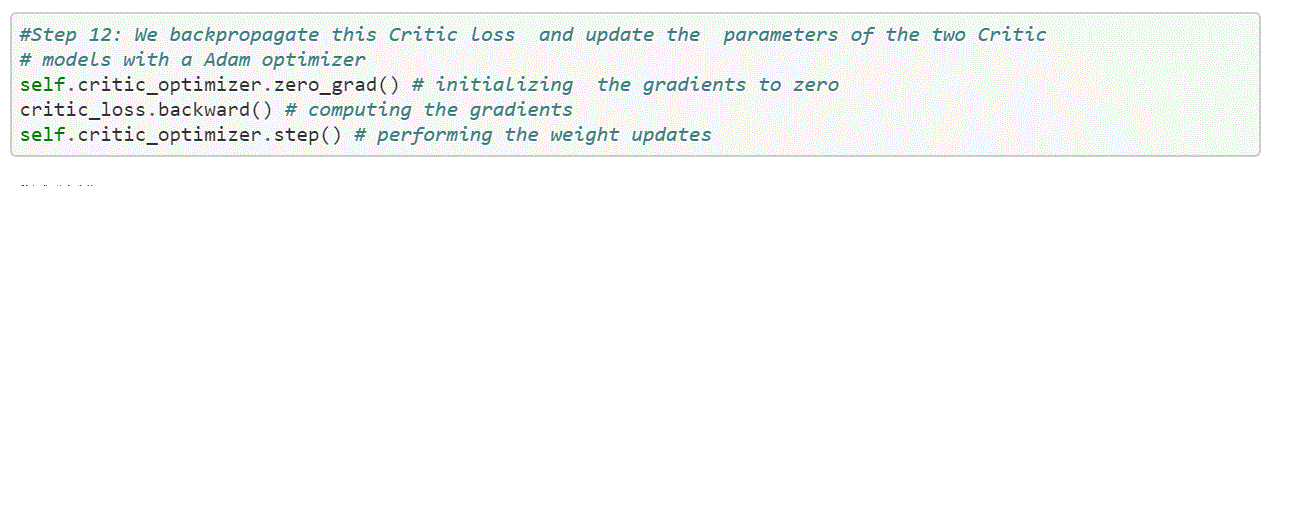 #Step 12: We backpropagate this Critic loss  and update the  parameters of the two Critic
# models with a Adam optimizer
self.critic_optimizer.zero_grad() # initializing  the gradients to zero
critic_loss.backward() # computing the gradients
self.critic_optimizer.step() # performing the weight updates